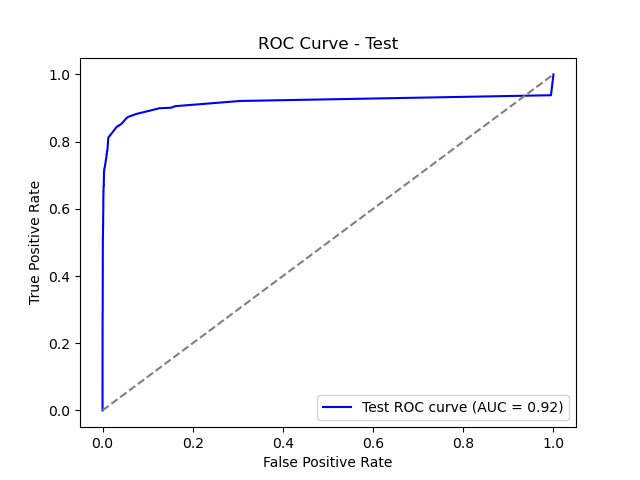 ROC Curve - Test
True Positive Rate
1.0
0.8
0.6
0.4
0.2
0.0
Test ROC curve (AUC = 0.92)
0.0 0.2 0.4 0.6 0.8 1.0
False Positive Rate